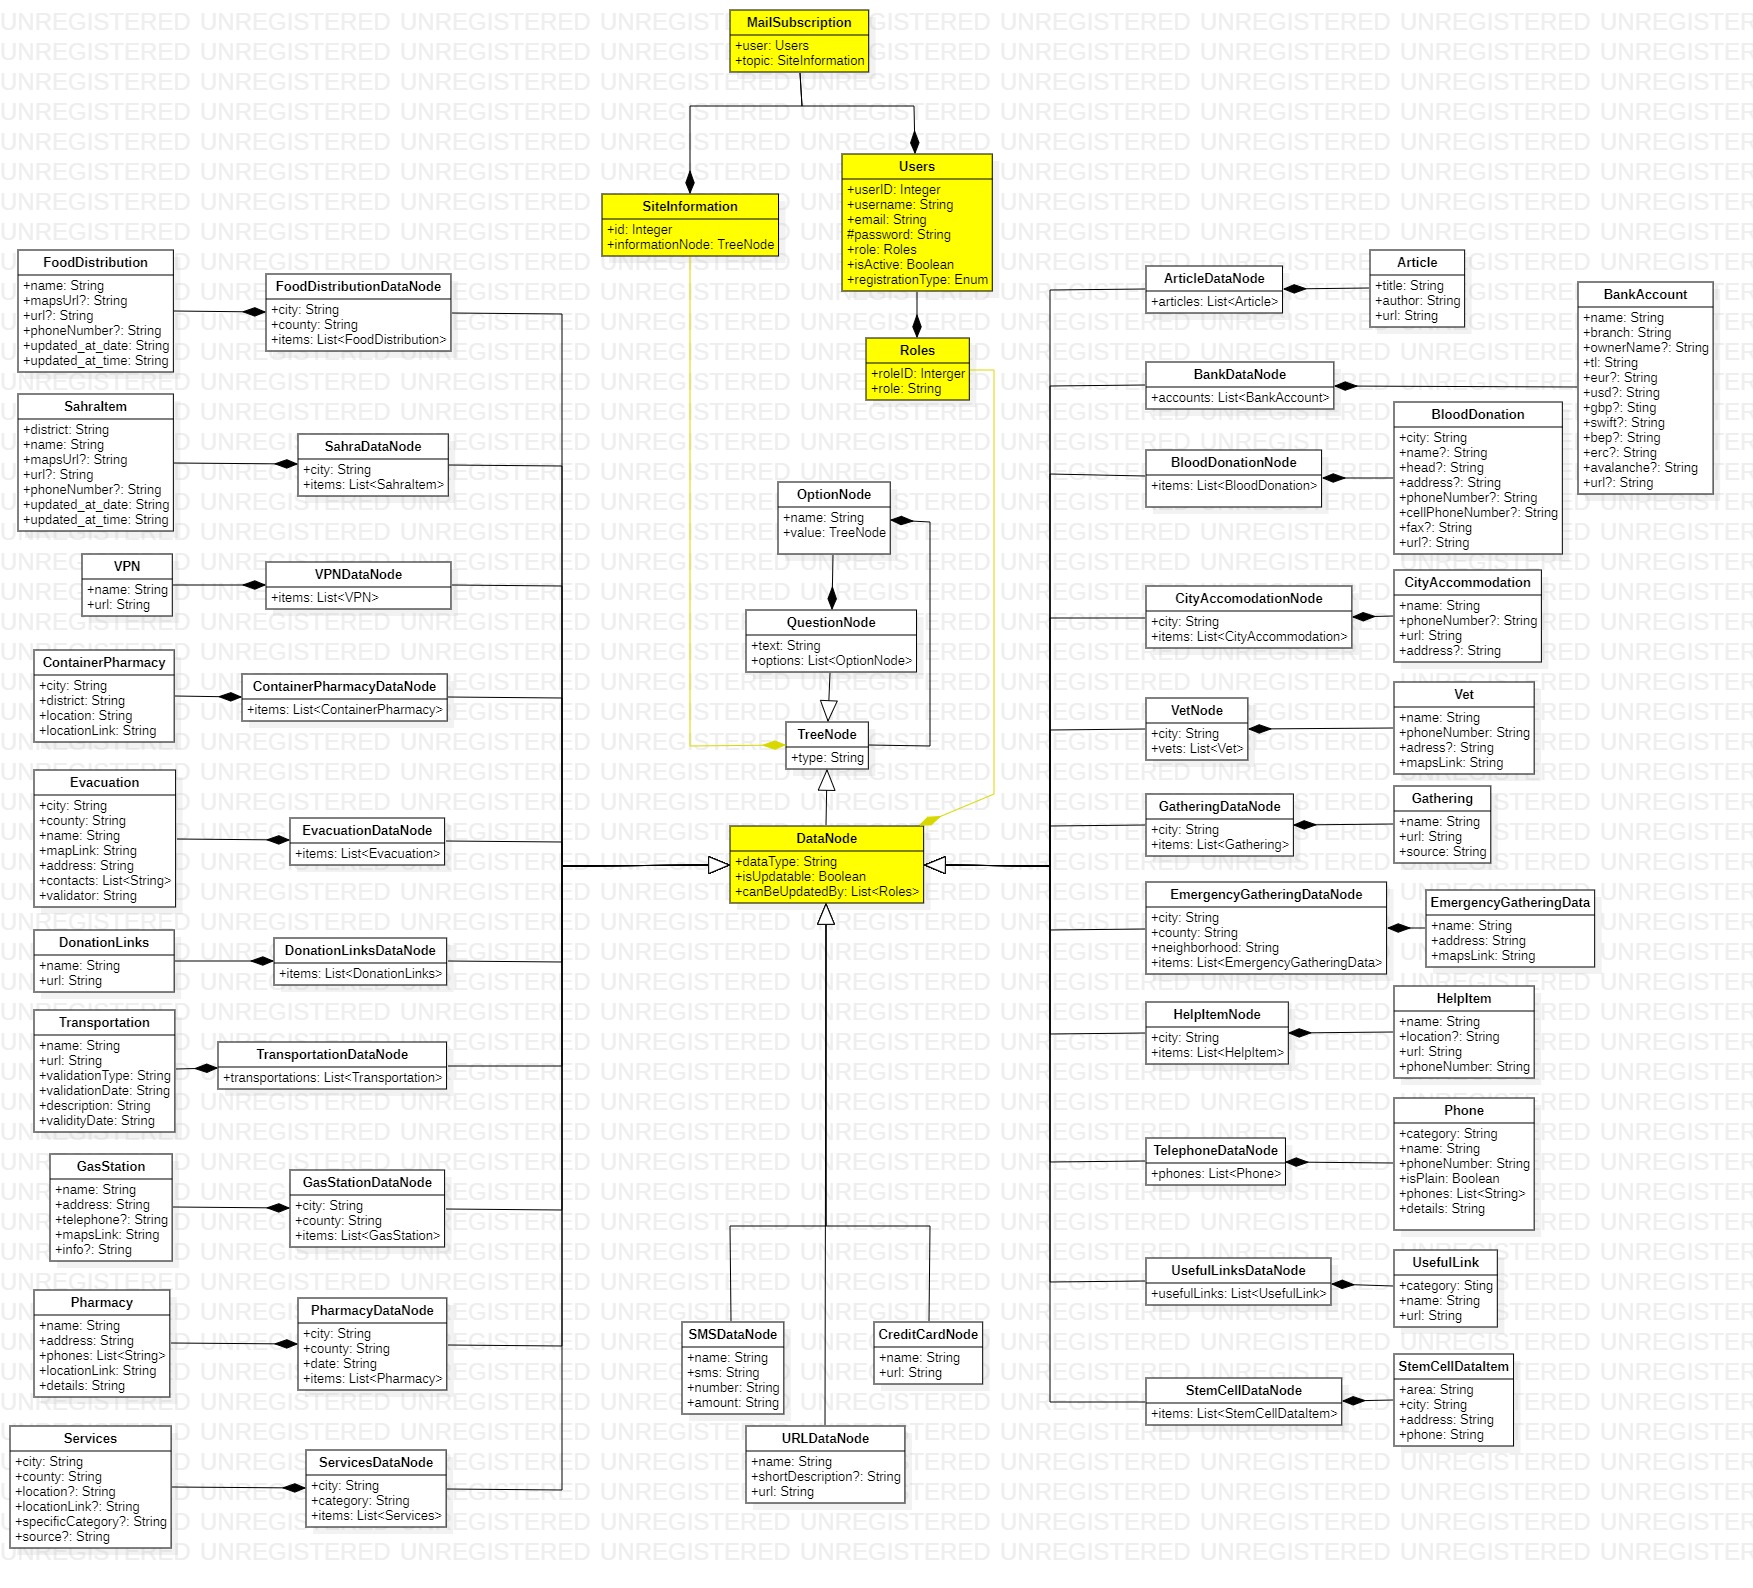 MailSubscription
+user: Users
+topic: SiteInformation
SiteInformation
+id: Integer
+informationNode: TreeNode
Users
+userID: Integer
+username: String
+email: String
#password: String
+role: Roles
+isActive: Boolean
+registrationType: Enum
Roles
+roleID: Interger
+role: String
OptionNode
+name: String
+value: TreeNode
QuestionNode
+text: String
+options: List<OptionNode>
TreeNode
+type: String
DataNode
+dataType: String
+isUpdatable: Boolean
+canBeUpdatedBy: List<Roles>
FoodDistribution
+name: String
+mapsUrl?: String
+url?: String
+phoneNumber?: String
+updated_at_date: String
+updated_at_time: String
FoodDistributionDataNode
+city: String
+county: String
+items: List<FoodDistribution>
SahraItem
+district: String
+name: String
+mapsUrl?: String
+url?: String
+phoneNumber?: String
+updated_at_date: String
+updated_at_time: String
SahraDataNode
+city: String
+items: List<SahraItem>
VPN
+name: String
+url: String
VPNDataNode
+items: List<VPN>
ContainerPharmacy
+city: String
+district: String
+location: String
+locationLink: String
ContainerPharmacyDataNode
+items: List<ContainerPharmacy>
Evacuation
+city: String
+county: String
+name: String
+mapLink: String
+address: String
+contacts: List<String>
+validator: String
EvacuationDataNode
+items: List<Evacuation>
DonationLinks
+name: String
+url: String
DonationLinksDataNode
+items: List<DonationLinks>
Transportation
+name: String
+url: String
+validationType: String
+validationDate: String
+description: String
+validityDate: String
TransportationDataNode
+transportations: List<Transportation>
GasStation
+name: String
+address: String
+telephone?: String
+mapsLink: String
+info?: String
GasStationDataNode
+city: String
+county: String
+items: List<GasStation>
Pharmacy
+name: String
+address: String
+phones: List<String>
+locationLink: String
+details: String
PharmacyDataNode
+city: String
+county: String
+date: String
+items: List<Pharmacy>
Services
+city: String
+county: String
+location?: String
+locationLink?: String
+specificCategory?: String
+source?: String
ServicesDataNode
+city: String
+category: String
+items: List<Services>
SMSDataNode
+name: String
+sms: String
+number: String
+amount: String
CreditCardNode
+name: String
+url: String
URLDataNode
+name: String
+shortDescription?: String
+url: String
ArticleDataNode
+articles: List<Article>
Article
+title: String
+author: String
+url: String
BankDataNode
+accounts: List<BankAccount>
BankAccount
+name: String
+branch: String
+ownerName?: String
+tl: String
+eur?: String
+usd?: String
+gbp?: Sting
+swift?: String
+bep?: String
+erc?: String
+avalanche?: String
+url?: String
BloodDonationNode
+items: List<BloodDonation>
BloodDonation
+city: String
+name?: String
+head?: String
+address?: String
+phoneNumber?: String
+cellPhoneNumber?: String
+fax?: String
+url?: String
CityAccomodationNode
+city: String
+items: List<CityAccommodation>
CityAccommodation
+name: String
+phoneNumber?: String
+url: String
+address?: String
VetNode
+city: String
+vets: List<Vet>
Vet
+name: String
+phoneNumber: String
+adress?: String
+mapsLink: String
GatheringDataNode
+city: String
+items: List<Gathering>
Gathering
+name: String
+url: String
+source: String
EmergencyGatheringDataNode
+city: String
+county: String
+neighborhood: String
+items: List<EmergencyGatheringData>
EmergencyGatheringData
+name: String
+address: String
+mapsLink: String
HelpItemNode
+city: String
+items: List<HelpItem>
HelpItem
+name: String
+location?: String
+url: String
+phoneNumber: String
TelephoneDataNode
+phones: List<Phone>
Phone
+category: String
+name: String
+phoneNumber: String
+isPlain: Boolean
+phones: List<String>
+details: String
UsefulLinksDataNode
+usefulLinks: List<UsefulLink>
UsefulLink
+category: Sting
+name: String
+url: String
StemCellDataNode
+items: List<StemCellDataItem>
StemCellDataItem
+area: String
+city: String
+address: String
+phone: String
UNREGISTERED